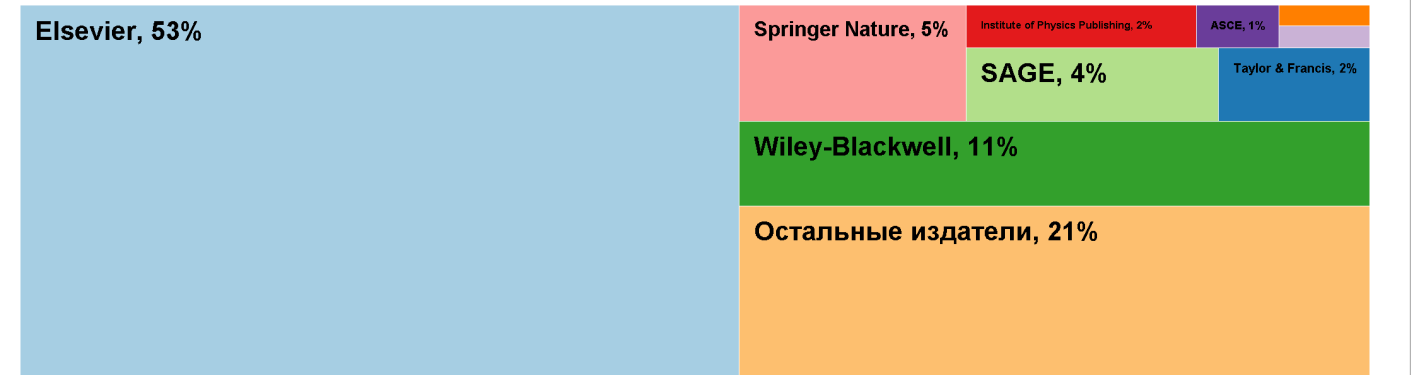 Elsevier, 53%
Springer Nature, 5%
Institute of Physics Publishing, 2%
ASCE, 1%
SAGE, 4%
Taylor & Francis, 2%
Wiley-Blackwell, 11%
Остальные издатели, 21%